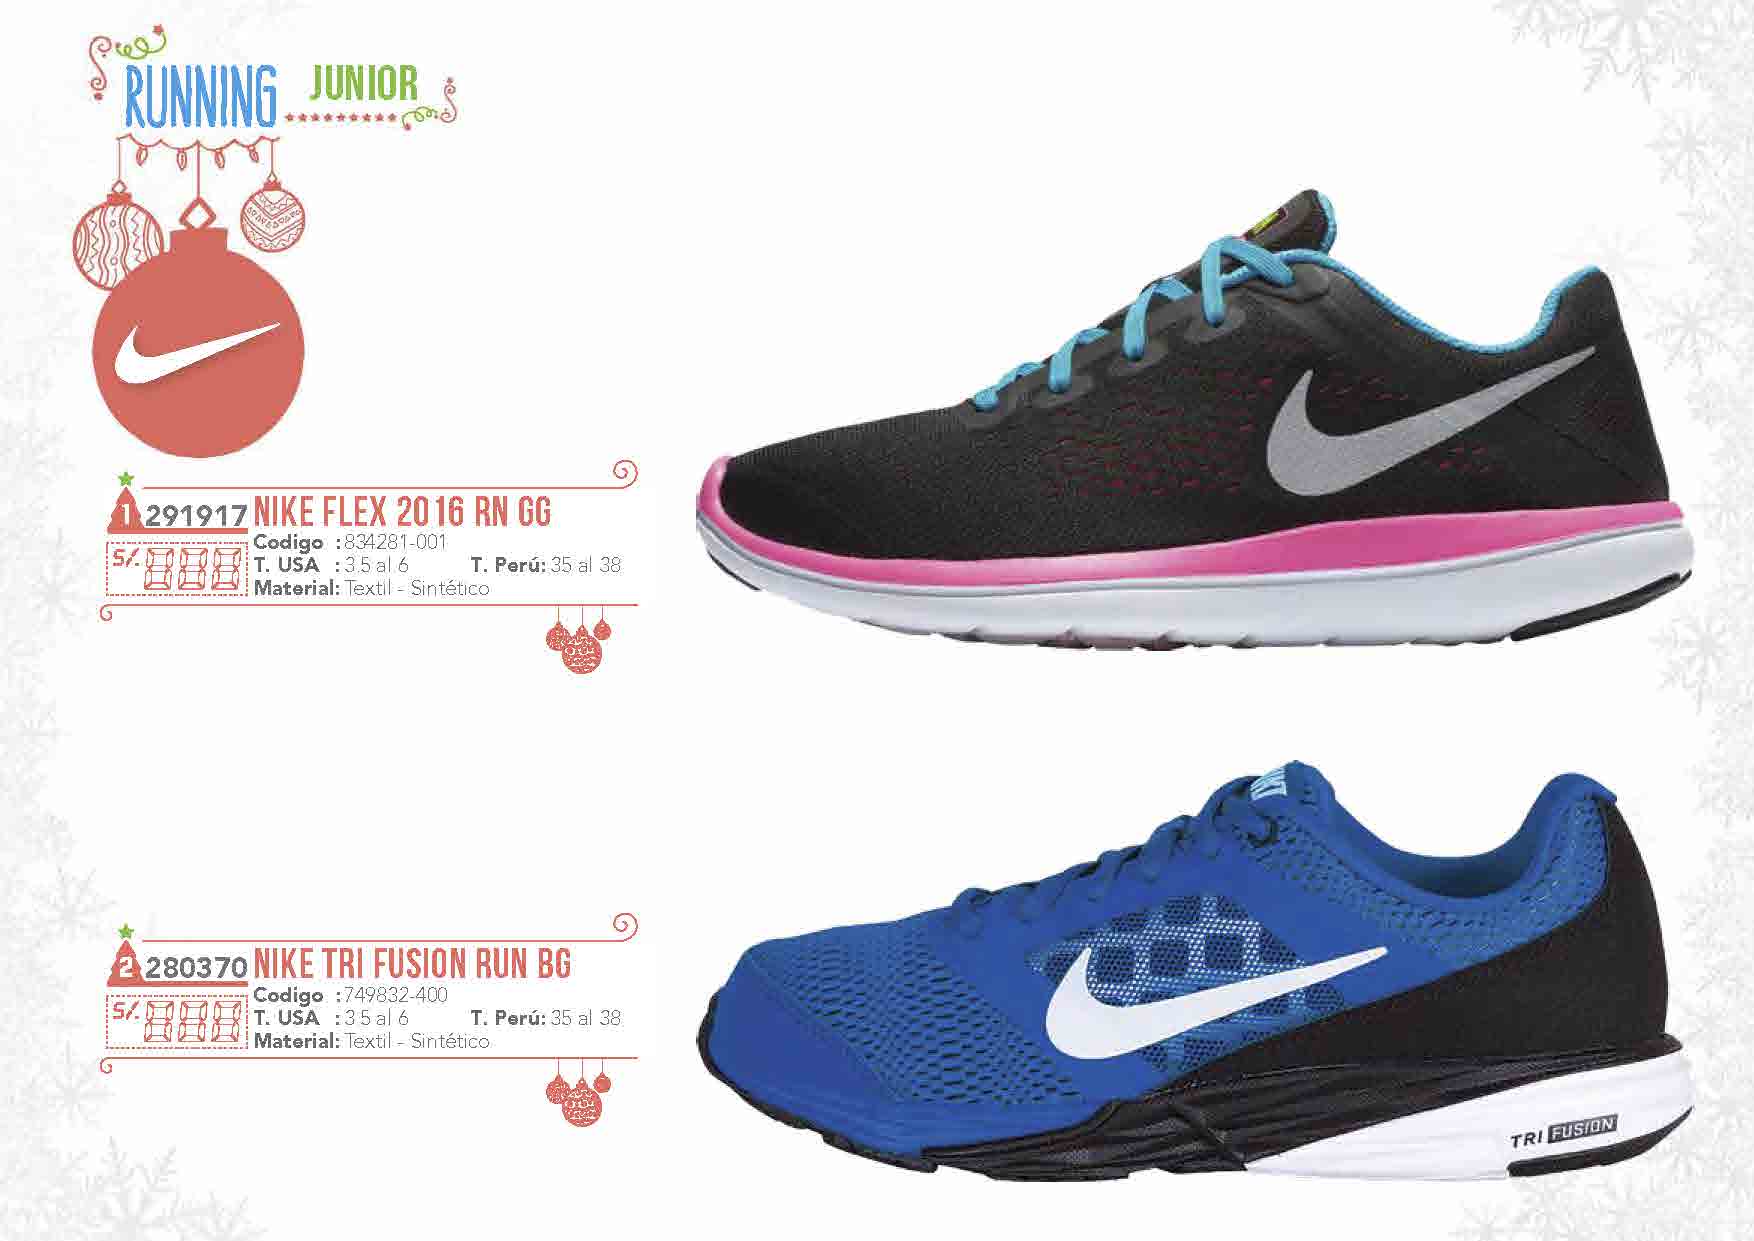 RUNNING JUNIOR
1 291917 NIKE FLEX 2016 RN GG
S/. 888
Codigo : 834281-001
T. USA : 3.5 al 6 T. Perú: 35 al 38
Material: Textil - Sintético
2 280370 NIKE TRI FUSION RUN BG
S/. 888
Codigo : 749832-400
T. USA : 3 5 al 6 T. Perú: 35 al 38
Material: Textil - Sintético
TRI FUSION